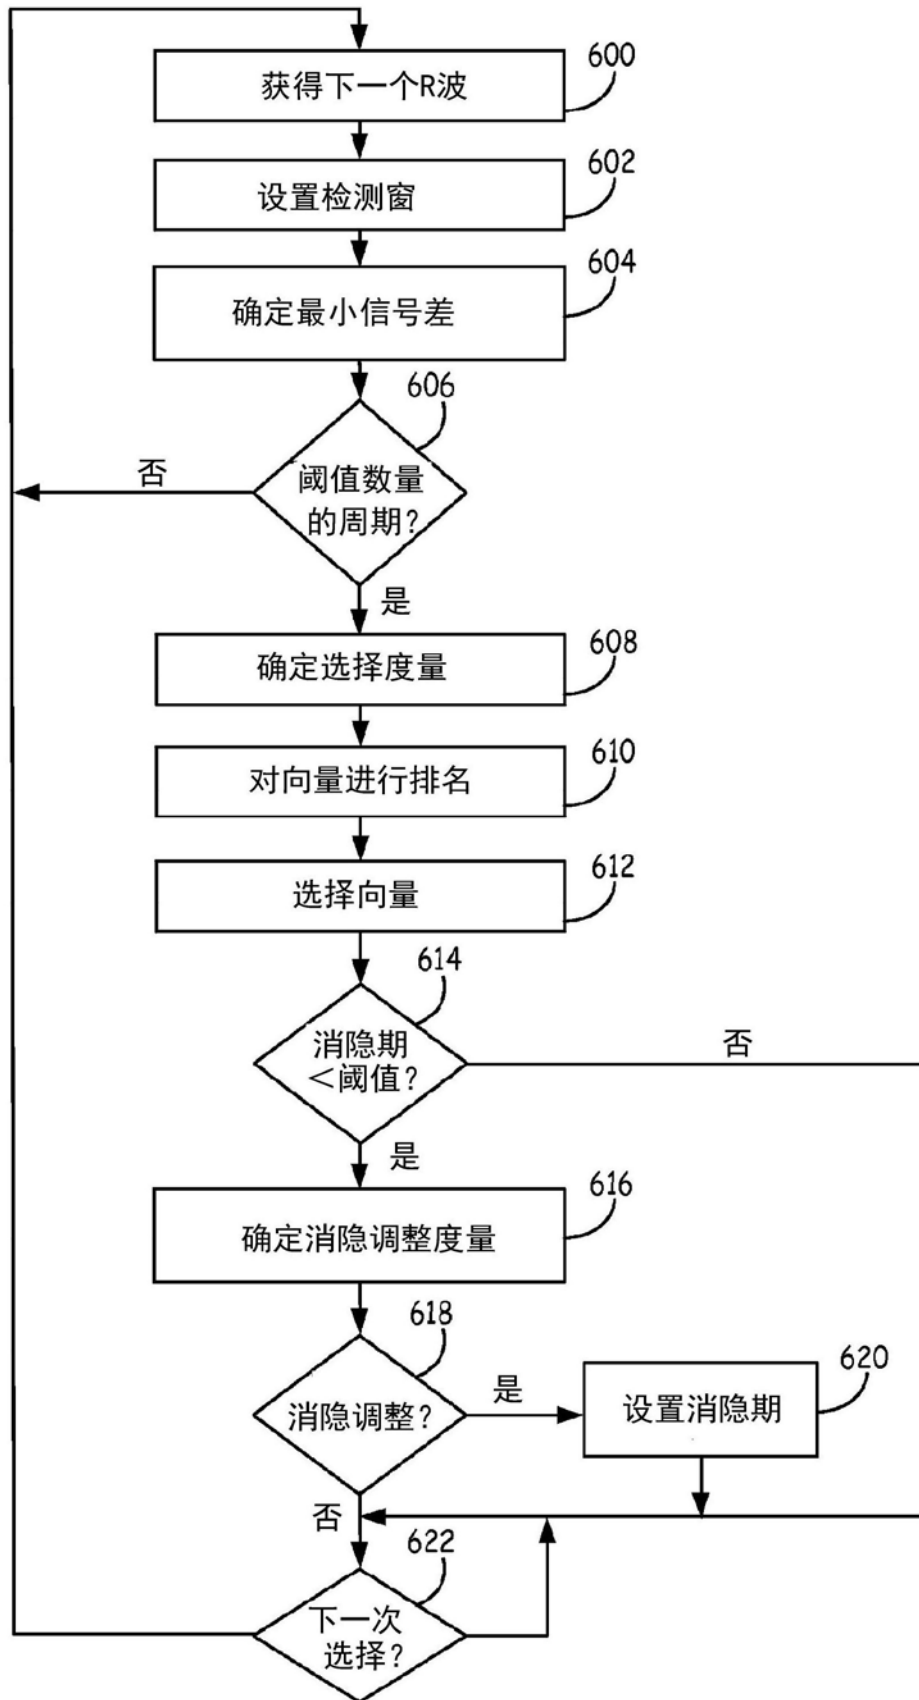 获得下一个R波
600
设置检测窗
602
确定最小信号差
604
606
阈值数量
的周期?
否
是
确定选择度量
608
对向量进行排名
610
选择向量
612
614
消隐期
<阈值?
否
是
确定消隐调整度量
616
618
消隐调整?
是
设置消隐期
620
否
622
下一次
选择?